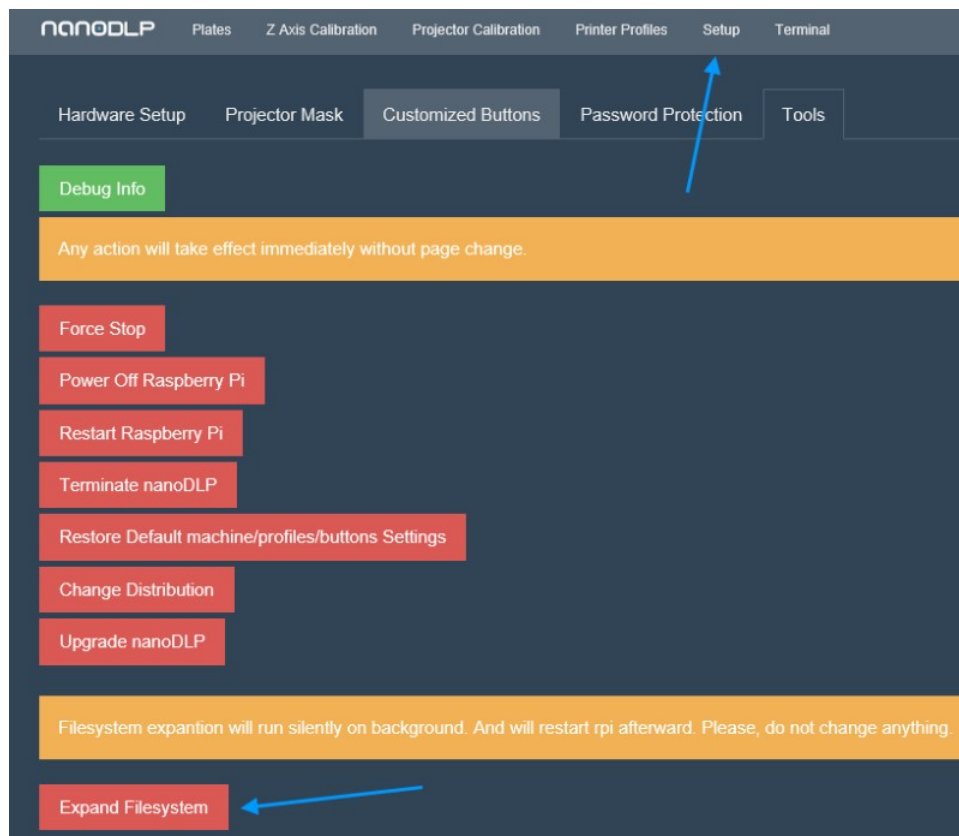 nanoDLP Plates Z Axis Calibration Projector Calibration Printer Profiles Setup Terminal
Hardware Setup Projector Mask Customized Buttons Password Protection Tools
Debug Info
Any action will take effect immediately without page change.
Force Stop
Power Off Raspberry Pi
Restart Raspberry Pi
Terminate nanoDLP
Restore Default machine/profiles/buttons Settings
Change Distribution
Upgrade nanoDLP
Filesystem expantion will run silently on background. And will restart rpi afterward. Please, do not change anything.
Expand Filesystem